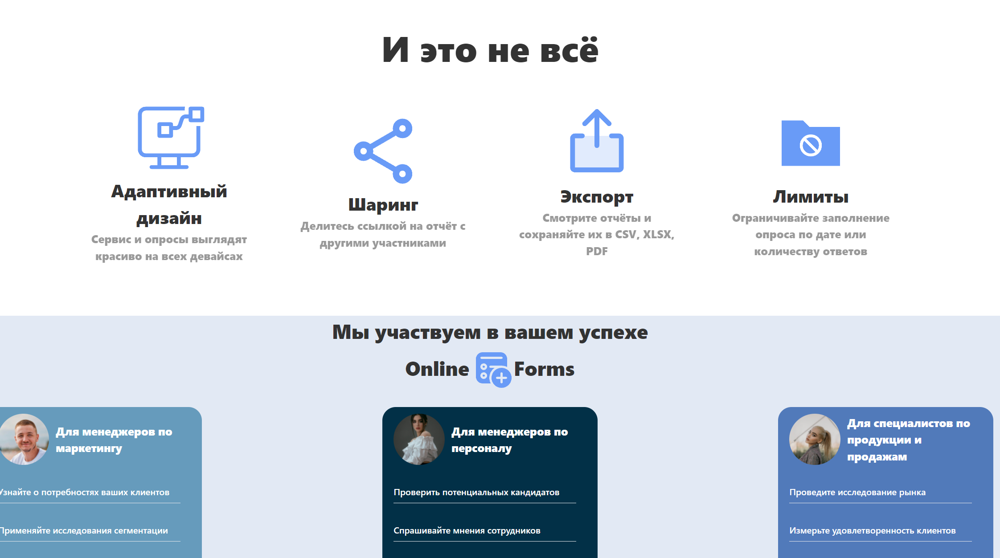 И это не всё
Адаптивный
дизайн
Сервис и опросы выглядят
красиво на всех девайсах
Шаринг
Делитесь ссылкой на отчёт с
другими участниками
Экспорт
Смотрите отчёты и
сохраняйте их в CSV, XLSX,
PDF
Лимиты
Ограничивайте заполнение
опроса по дате или
количеству ответов
Мы участвуем в вашем успехе
Online Forms
Для менеджеров по
маркетингу
Узнайте о потребностях ваших клиентов
Применяйте исследования сегментации
Для менеджеров по
персоналу
Проверить потенциальных кандидатов
Спрашивайте мнения сотрудников
Для специалистов по
продукции и
продажам
Проведите исследование рынка
Измерьте удовлетворенность клиентов